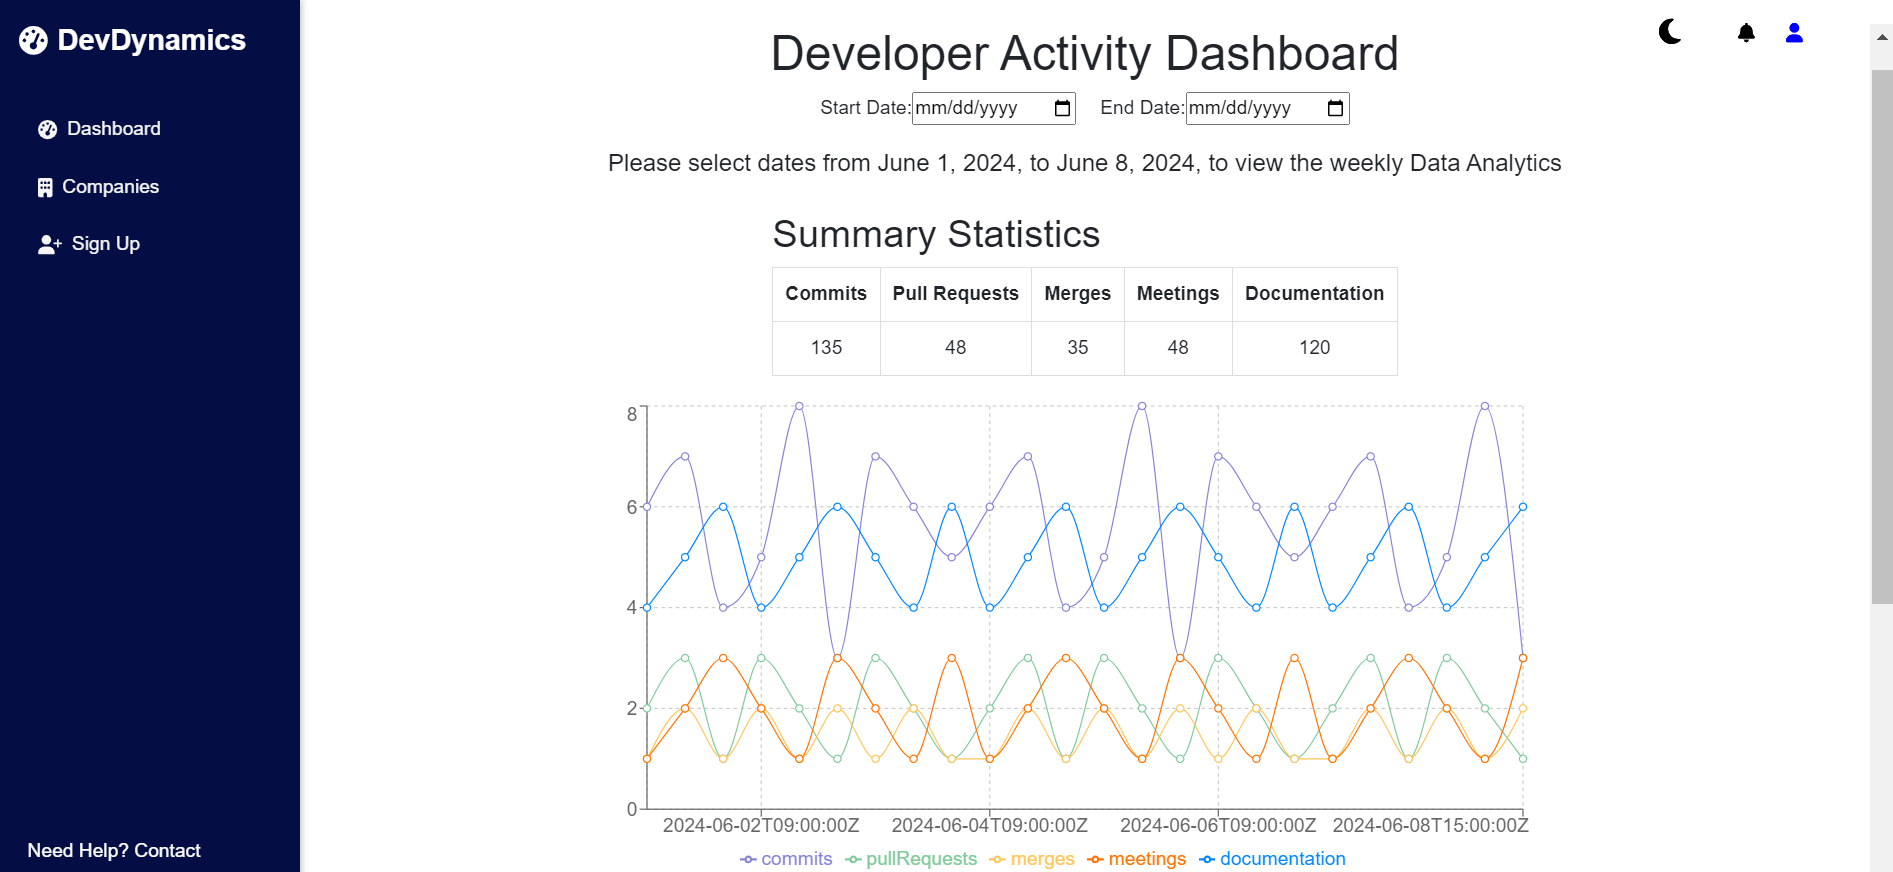 DevDynamics
Dashboard
Companies
Sign Up
Need Help? Contact
Developer Activity Dashboard
Start Date: mm/dd/yyyy End Date: mm/dd/yyyy
Please select dates from June 1, 2024, to June 8, 2024, to view the weekly Data Analytics
Summary Statistics
Commits Pull Requests Merges Meetings Documentation
135 48 35 48 120
8
6
4
2
0
2024-06-02T09:00:00Z 2024-06-04T09:00:00Z 2024-06-06T09:00:00Z 2024-06-08T15:00:00Z
commits pullRequests merges meetings documentation